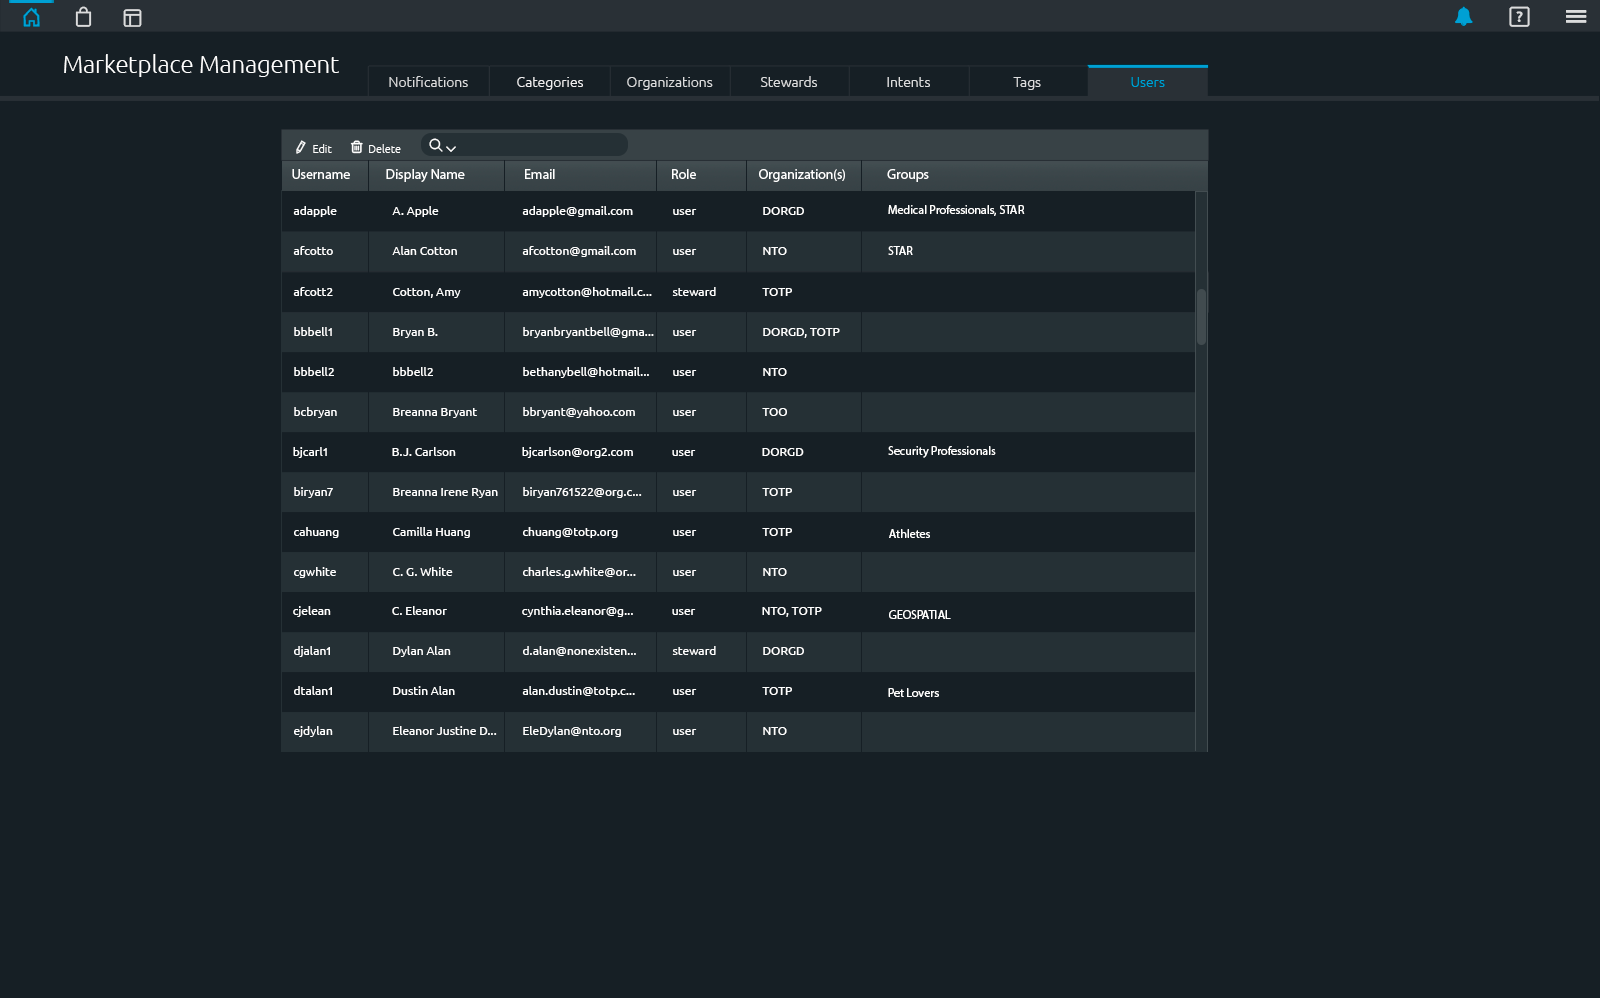 ?
Marketplace Management
Notifications Categories Organizations Stewards Intents Tags Users
Edit Delete
Username Display Name Email Role Organization(s) Groups
adapple A. Apple adapple@gmail.com user DORGD Medical Professionals, STAR
afcotto Alan Cotton afcotton@gmail.com user NTO STAR
afcott2 Cotton, Amy amycotton@hotmail.c... steward TOTP
bbbell1 Bryan B. bryanbryantbell@gma... user DORGD, TOTP
bbbell2 bbbell2 bethanybell@hotmail... user NTO
bcbryan Breanna Bryant bbryant@yahoo.com user TOO
bjcarl1 B.J. Carlson bjcarlson@org2.com user DORGD Security Professionals
biryan7 Breanna Irene Ryan biryan761522@org.c... user TOTP
cahuang Camilla Huang chuang@totp.org user TOTP Athletes
cgwhite C. G. White charles.g.white@or... user NTO
cjelean C. Eleanor cynthia.eleanor@g... user NTO, TOTP GEOSPATIAL
djalan1 Dylan Alan d.alan@nonexisten... steward DORGD
dtalan1 Dustin Alan alan.dustin@totp.c... user TOTP Pet Lovers
ejdylan Eleanor Justine D... EleDylan@nto.org user NTO